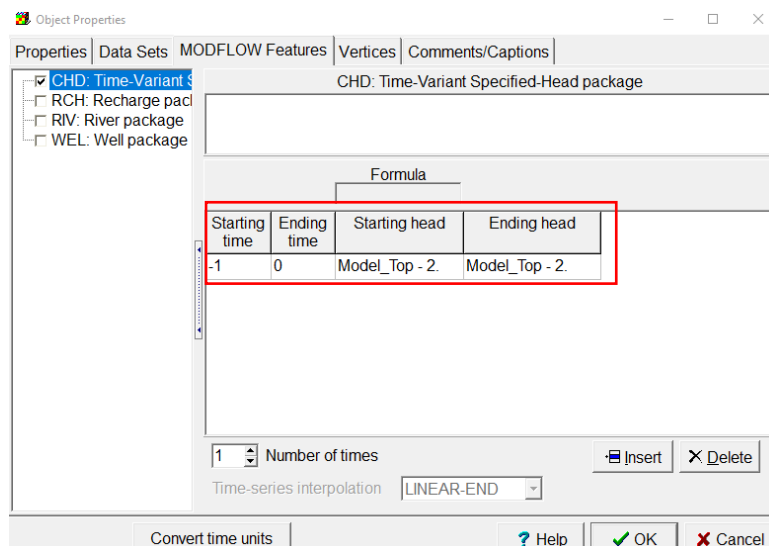 Object Properties
Properties Data Sets MODFLOW Features Vertices Comments/Captions
CHD: Time-Variant S
RCH: Recharge pac
RIV: River package
WEL: Well package
CHD: Time-Variant Specified-Head package
Formula
Starting time Ending time Starting head Ending head
-1 0 Model_Top - 2. Model_Top - 2.
1 Number of times
Insert Delete
Time-series interpolation LINEAR-END
Convert time units Help OK Cancel